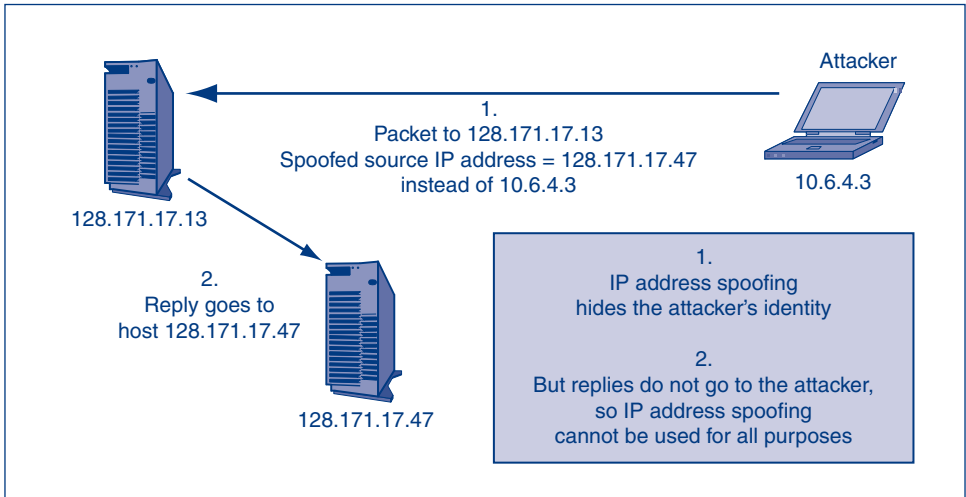 Attacker
1.
Packet to 128.171.17.13
Spoofed source IP address = 128.171.17.47
instead of 10.6.4.3
10.6.4.3
128.171.17.13
2.
Reply goes to
host 128.171.17.47
128.171.17.47
1.
IP address spoofing
hides the attacker’s identity
2.
But replies do not go to the attacker,
so IP address spoofing
cannot be used for all purposes